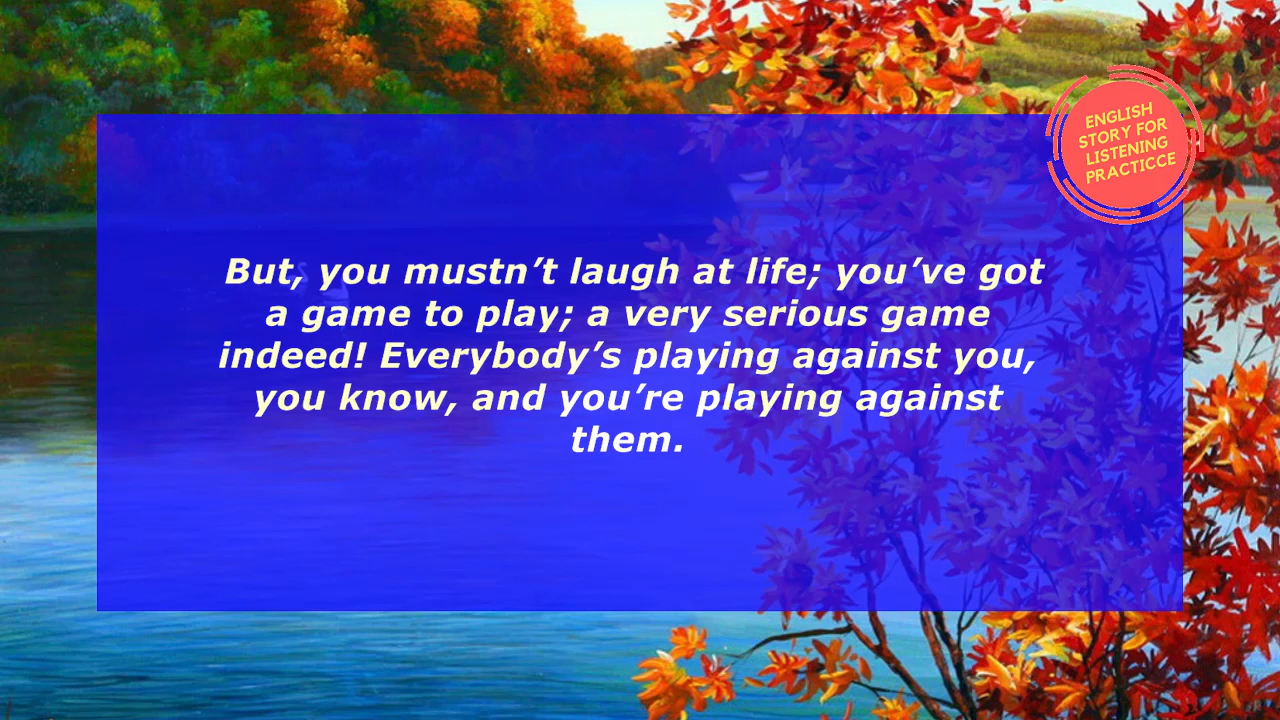 ENGLISH
STORY FOR
LISTENING
PRACTICCE
But, you mustn’t laugh at life; you’ve got
a game to play; a very serious game
indeed! Everybody’s playing against you,
you know, and you’re playing against
them.